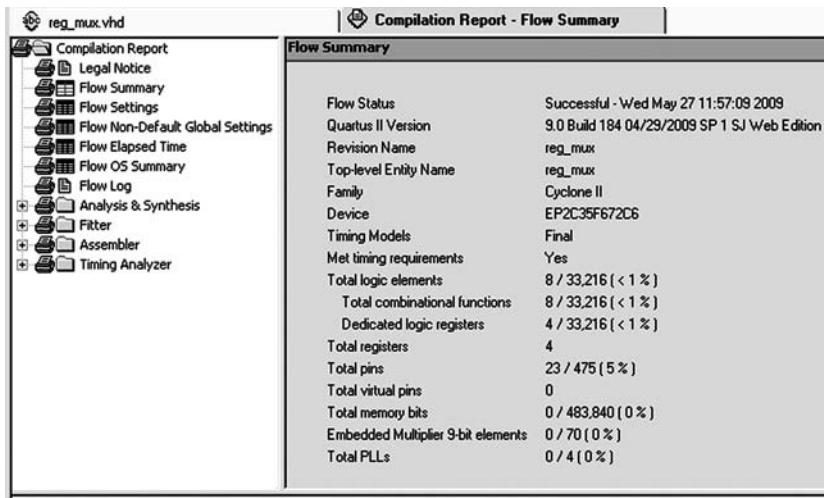 reg_mux.vhd
Compilation Report - Flow Summary
Compilation Report
Legal Notice
Flow Summary
Flow Settings
Flow Non-Default Global Settings
Flow Elapsed Time
Flow OS Summary
Flow Log
Analysis & Synthesis
Fitter
Assembler
Timing Analyzer
Flow Summary
Flow Status Successful - Wed May 27 11:57:09 2009
Quartus II Version 9.0 Build 184 04/29/2009 SP 1 SJ Web Edition
Revision Name reg_mux
Top-level Entity Name reg_mux
Family Cyclone II
Device EP2C35F672C6
Timing Models Final
Met timing requirements Yes
Total logic elements 8 / 33,216 ( < 1 % )
Total combinational functions 8 / 33,216 ( < 1 % )
Dedicated logic registers 4 / 33,216 ( < 1 % )
Total registers 4
Total pins 23 / 475 ( 5 % )
Total virtual pins 0
Total memory bits 0 / 483,840 ( 0 % )
Embedded Multiplier 9-bit elements 0 / 70 ( 0 % )
Total PLLs 0 / 4 ( 0 % )